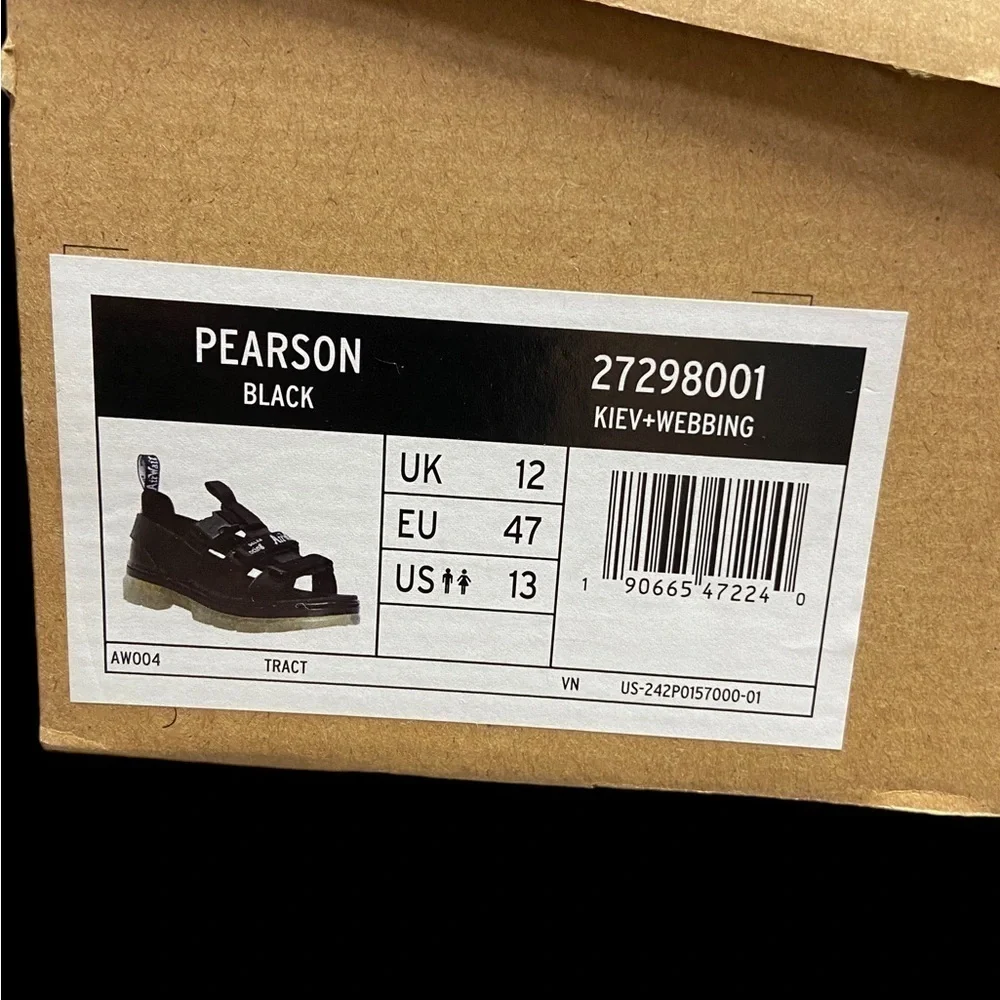 PEARSON
BLACK
27298001
KIEV+WEBBING
AirWair
UK 12
EU 47
US 13
1 90665 47224 0
AW004 TRACT VN US-242P0157000-01